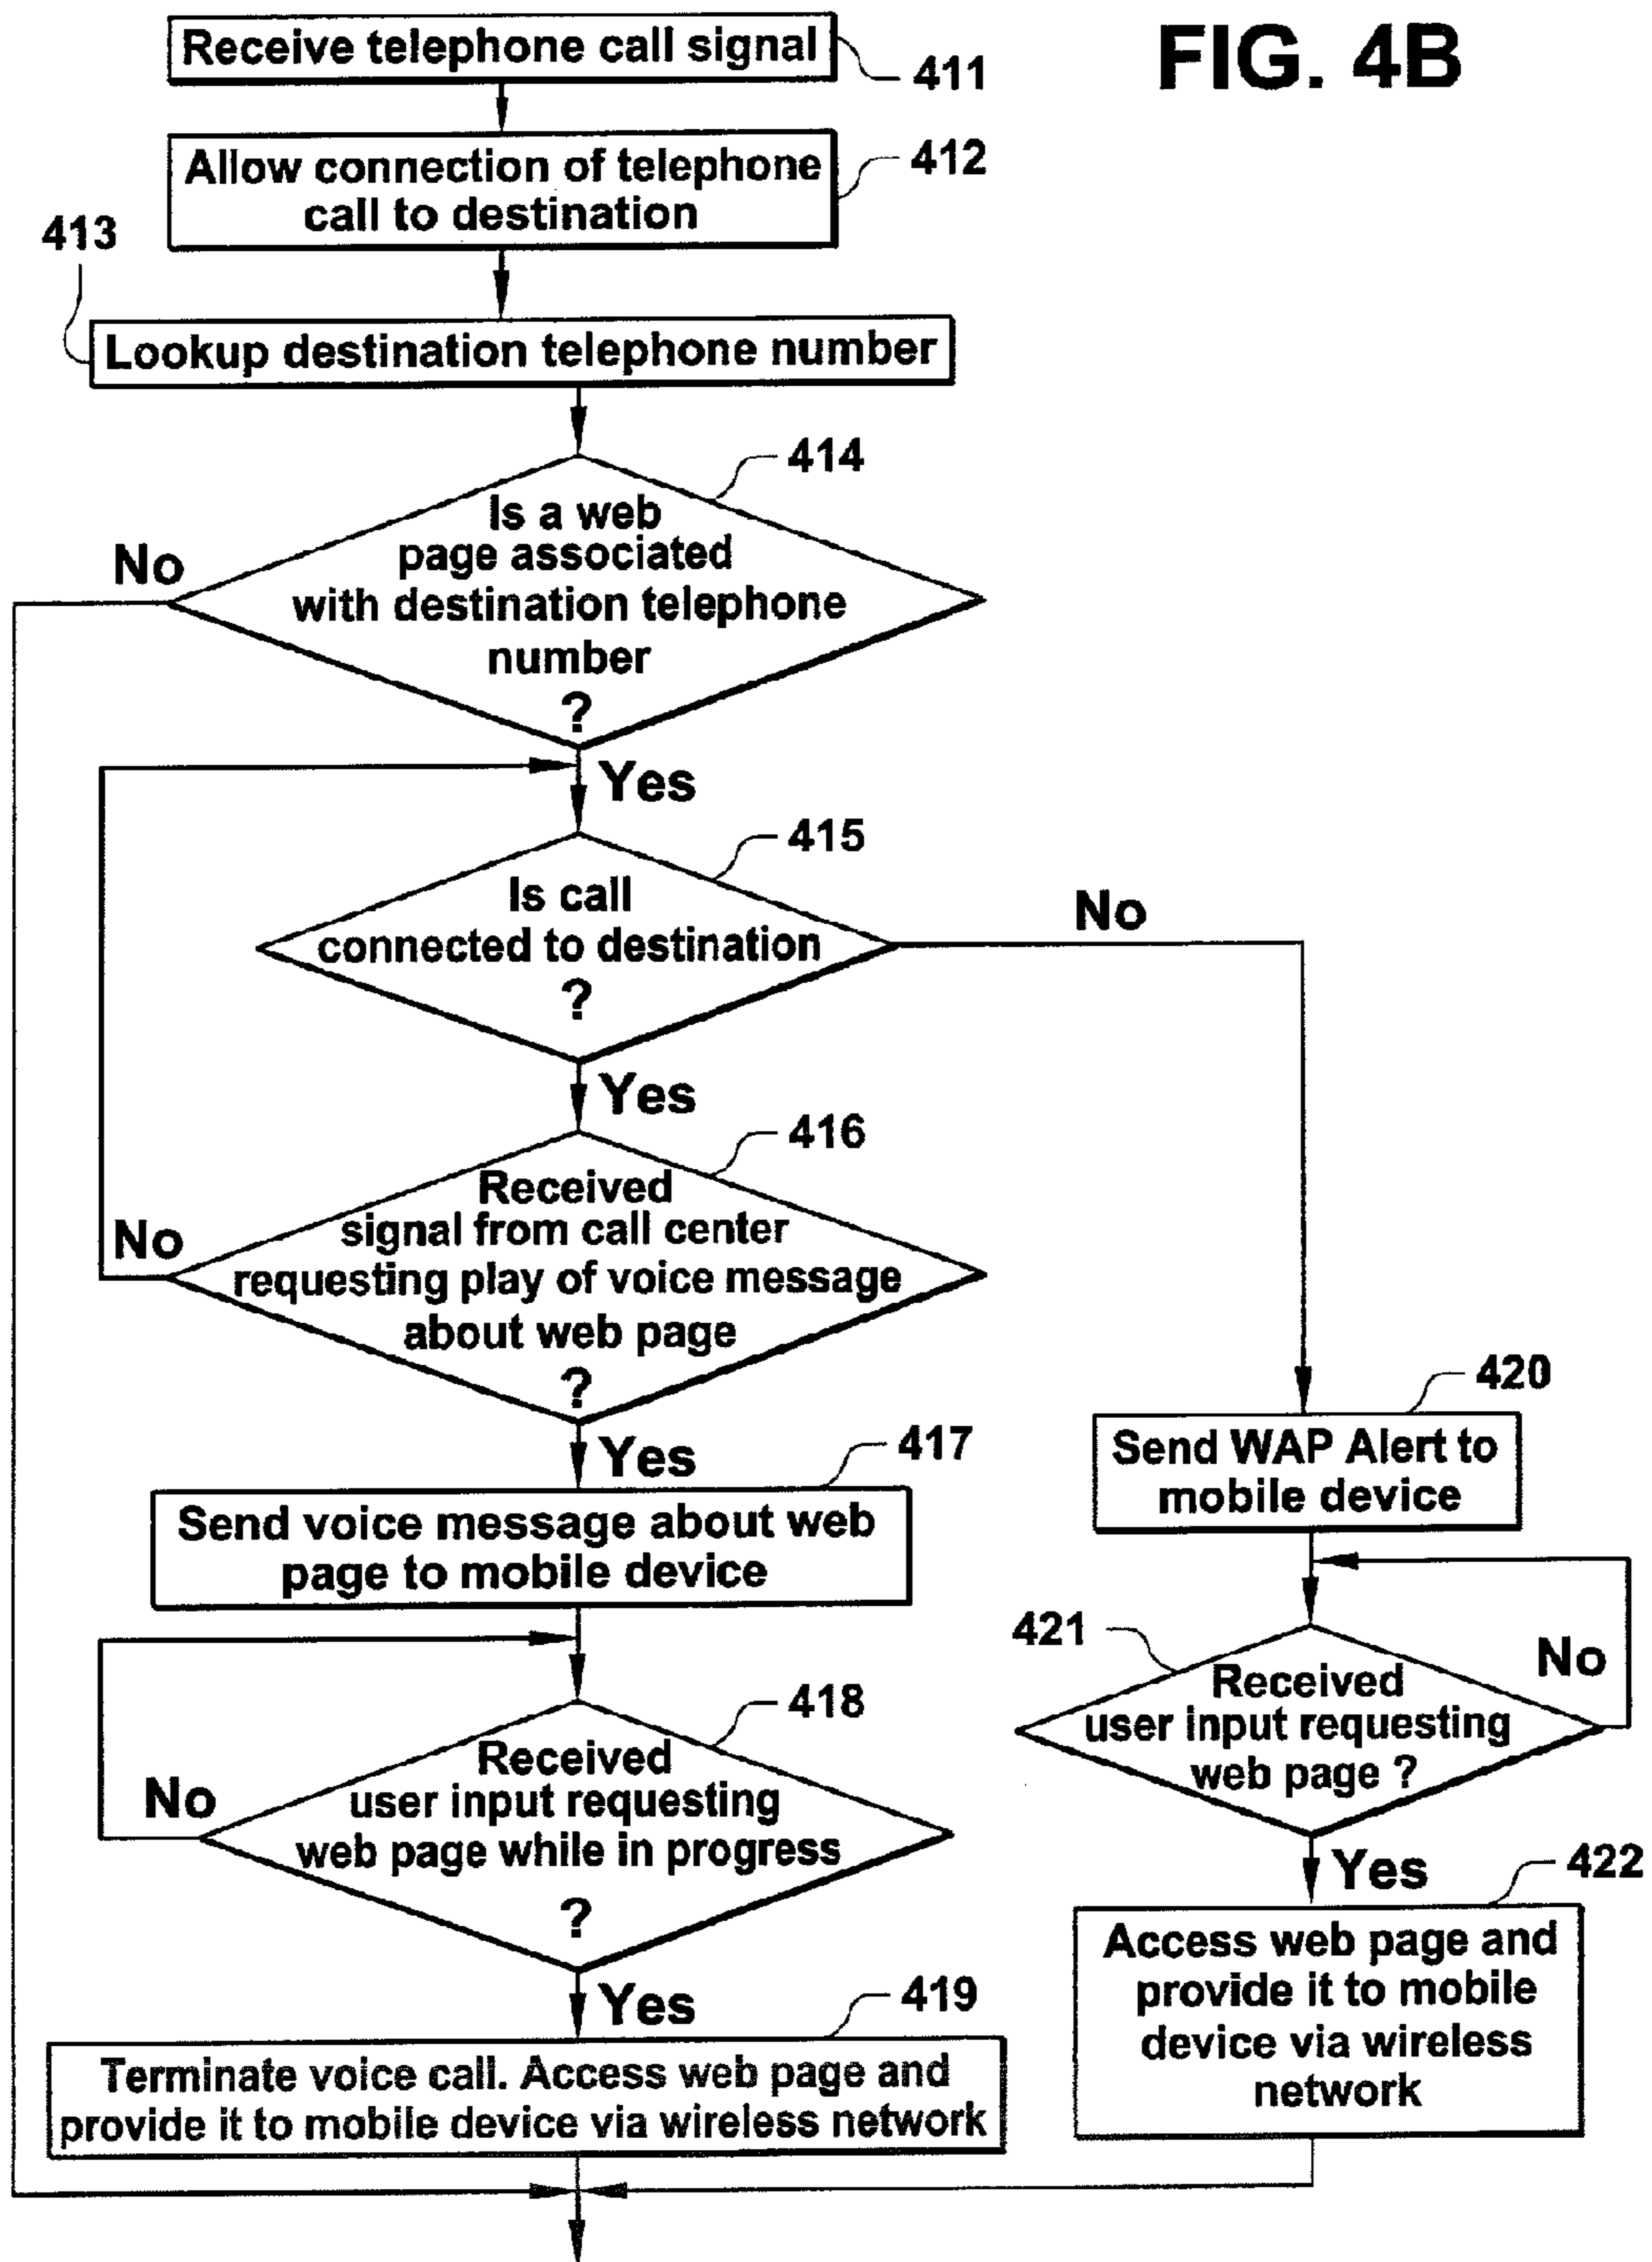 FIG. 4B
Receive telephone call signal
411
Allow connection of telephone
call to destination
412
413
Lookup destination telephone number
414
Is a web
page associated
with destination telephone
number
?
No
Yes
415
Is call
connected to destination
?
No
Yes
416
Received
signal from call center
requesting play of voice message
about web page
?
No
Yes
417
Send voice message about web
page to mobile device
418
Received
user input requesting
web page while in progress
?
No
Yes
419
Terminate voice call. Access web page and
provide it to mobile device via wireless network
420
Send WAP Alert to
mobile device
421
Received
user input requesting
web page ?
No
Yes
422
Access web page and
provide it to mobile
device via wireless
network